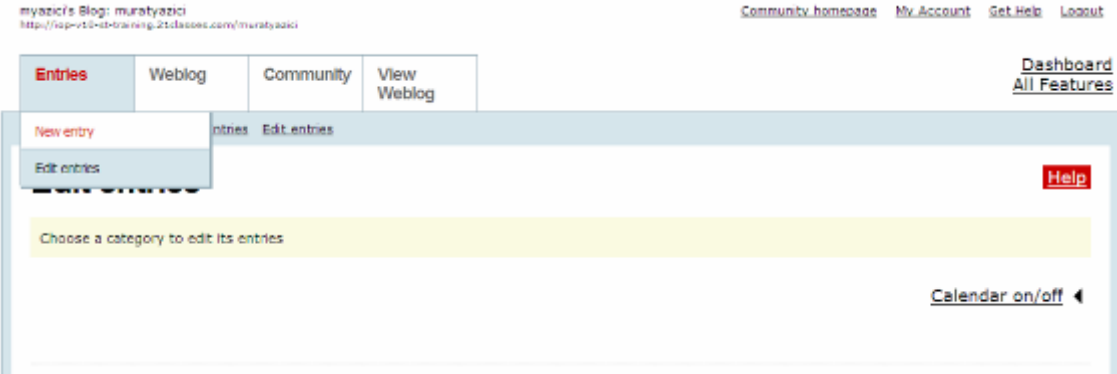 myazici's Blog: muratyazici
Community homepage My Account Get Help Logout
Entries Weblog Community View Weblog
Dashboard
All Features
New entry
ntries Edit entries
Edit entries
Help
Choose a category to edit its entries
Calendar on/off